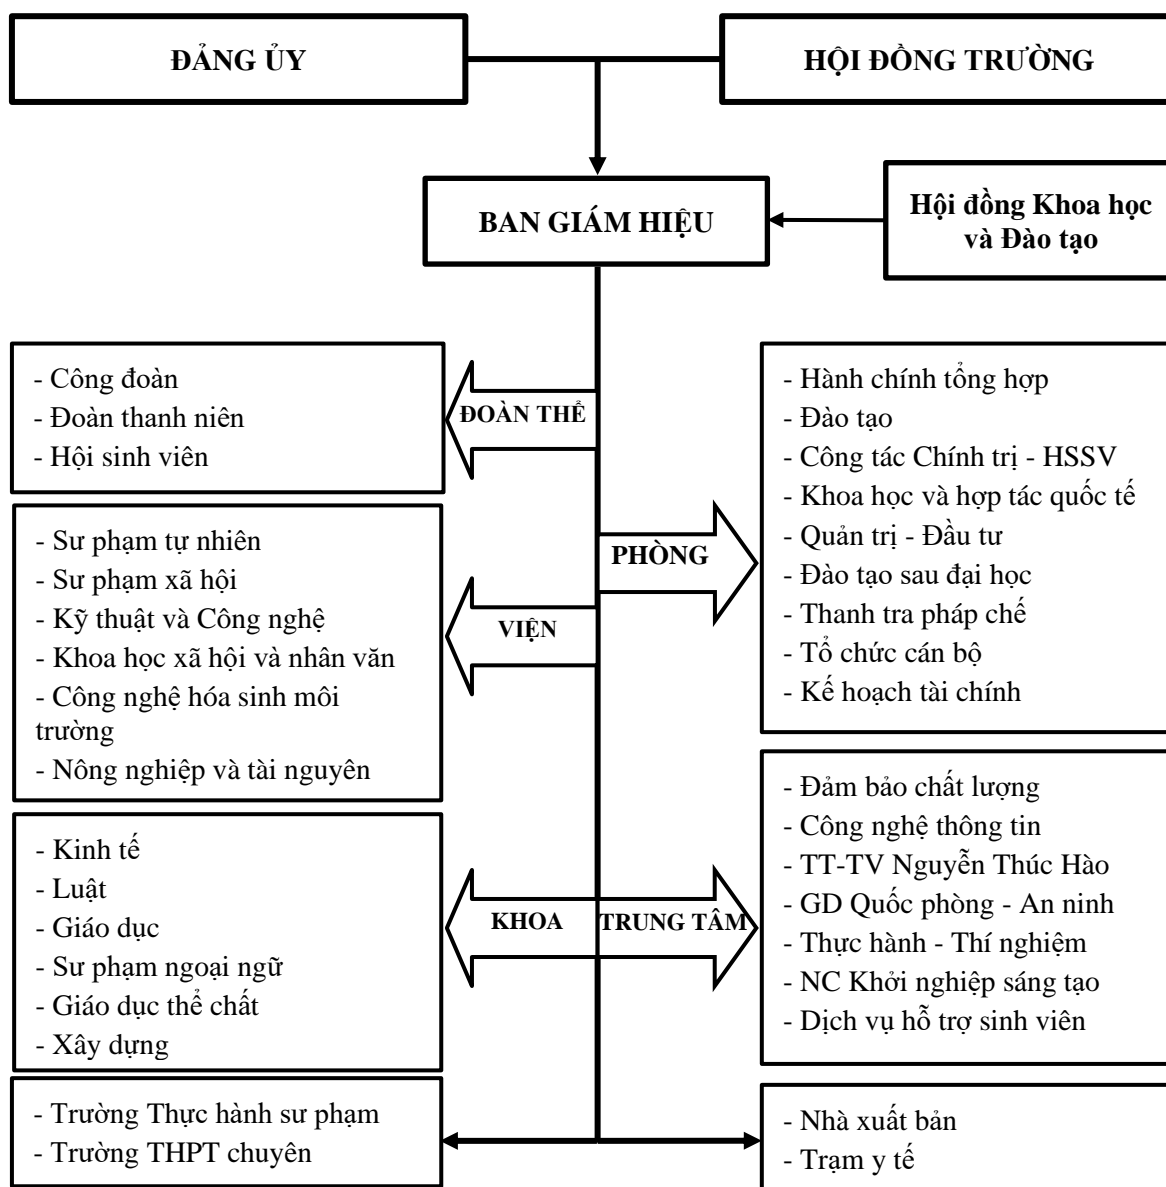 ĐẢNG ỦY
HỘI ĐỒNG TRƯỜNG
BAN GIÁM HIỆU
Hội đồng Khoa học
và Đào tạo
- Công đoàn
- Đoàn thanh niên
- Hội sinh viên
ĐOÀN THỂ
- Hành chính tổng hợp
- Đào tạo
- Công tác Chính trị - HSSV
- Khoa học và hợp tác quốc tế
- Quản trị - Đầu tư
- Đào tạo sau đại học
- Thanh tra pháp chế
- Tổ chức cán bộ
- Kế hoạch tài chính
PHÒNG
- Sư phạm tự nhiên
- Sư phạm xã hội
- Kỹ thuật và Công nghệ
- Khoa học xã hội và nhân văn
- Công nghệ hóa sinh môi
trường
- Nông nghiệp và tài nguyên
VIỆN
- Kinh tế
- Luật
- Giáo dục
- Sư phạm ngoại ngữ
- Giáo dục thể chất
- Xây dựng
KHOA
TRUNG TÂM
- Đảm bảo chất lượng
- Công nghệ thông tin
- TT-TV Nguyễn Thúc Hào
- GD Quốc phòng - An ninh
- Thực hành - Thí nghiệm
- NC Khởi nghiệp sáng tạo
- Dịch vụ hỗ trợ sinh viên
- Trường Thực hành sư phạm
- Trường THPT chuyên
- Nhà xuất bản
- Trạm y tế